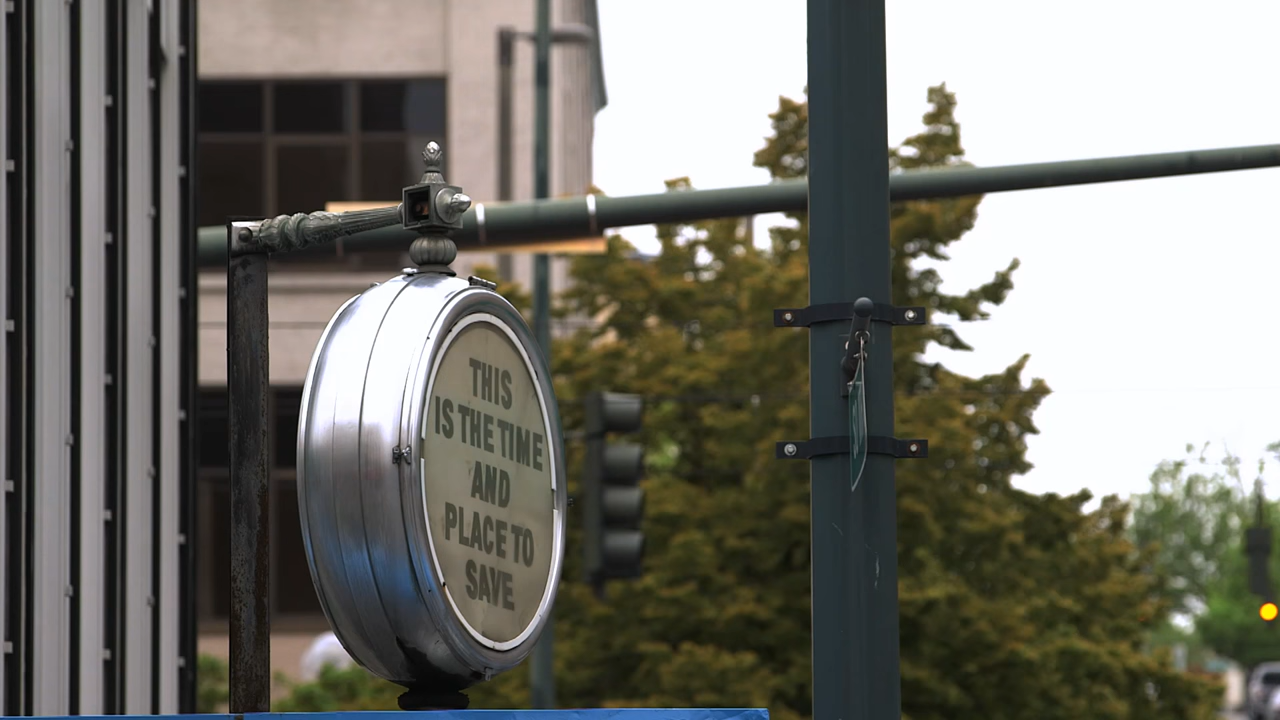 THIS
IS THE TIME
AND
PLACE TO
SAVE